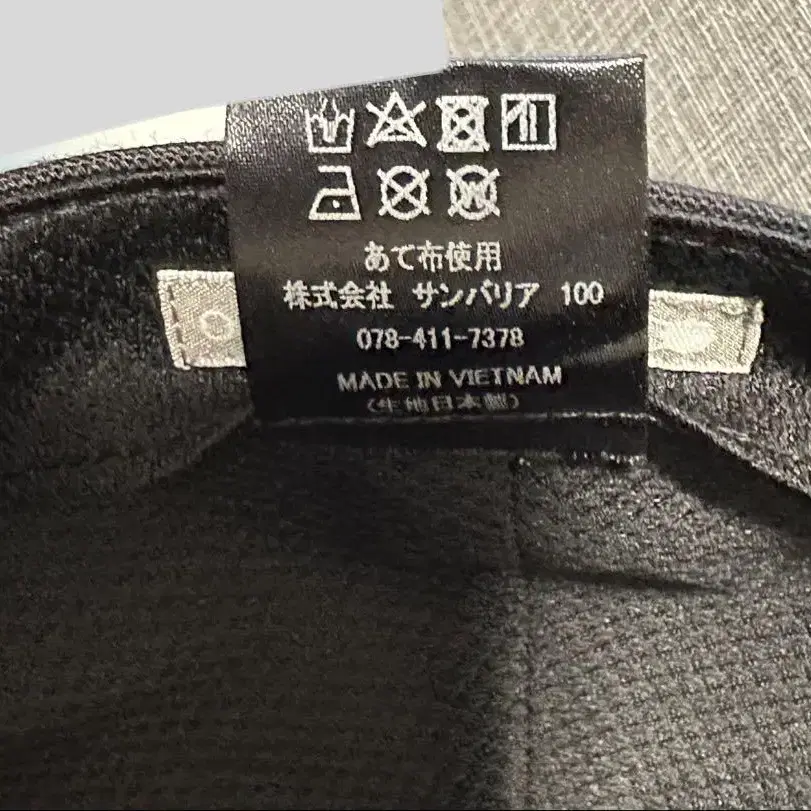 あて布使用
株式会社 サンバリア 100
078-411-7378
MADE IN VIETNAM
(生地日本製)